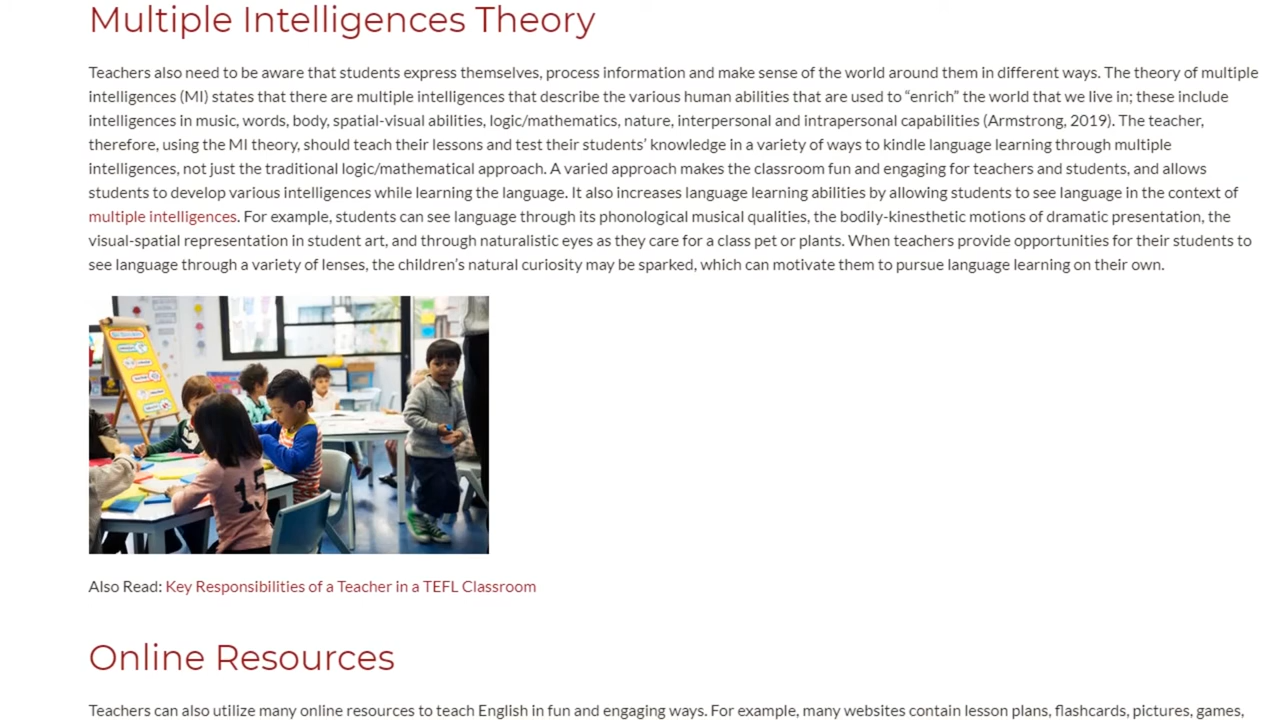 Multiple Intelligences Theory
Teachers also need to be aware that students express themselves, process information and make sense of the world around them in different ways. The theory of multiple
intelligences (MI) states that there are multiple intelligences that describe the various human abilities that are used to “enrich” the world that we live in; these include
intelligences in music, words, body, spatial-visual abilities, logic/mathematics, nature, interpersonal and intrapersonal capabilities (Armstrong, 2019). The teacher,
therefore, using the MI theory, should teach their lessons and test their students’ knowledge in a variety of ways to kindle language learning through multiple
intelligences, not just the traditional logic/mathematical approach. A varied approach makes the classroom fun and engaging for teachers and students, and allows
students to develop various intelligences while learning the language. It also increases language learning abilities by allowing students to see language in the context of
multiple intelligences. For example, students can see language through its phonological musical qualities, the bodily-kinesthetic motions of dramatic presentation, the
visual-spatial representation in student art, and through naturalistic eyes as they care for a class pet or plants. When teachers provide opportunities for their students to
see language through a variety of lenses, the children’s natural curiosity may be sparked, which can motivate them to pursue language learning on their own.
15
Also Read: Key Responsibilities of a Teacher in a TEFL Classroom
Online Resources
Teachers can also utilize many online resources to teach English in fun and engaging ways. For example, many websites contain lesson plans, flashcards, pictures, games,